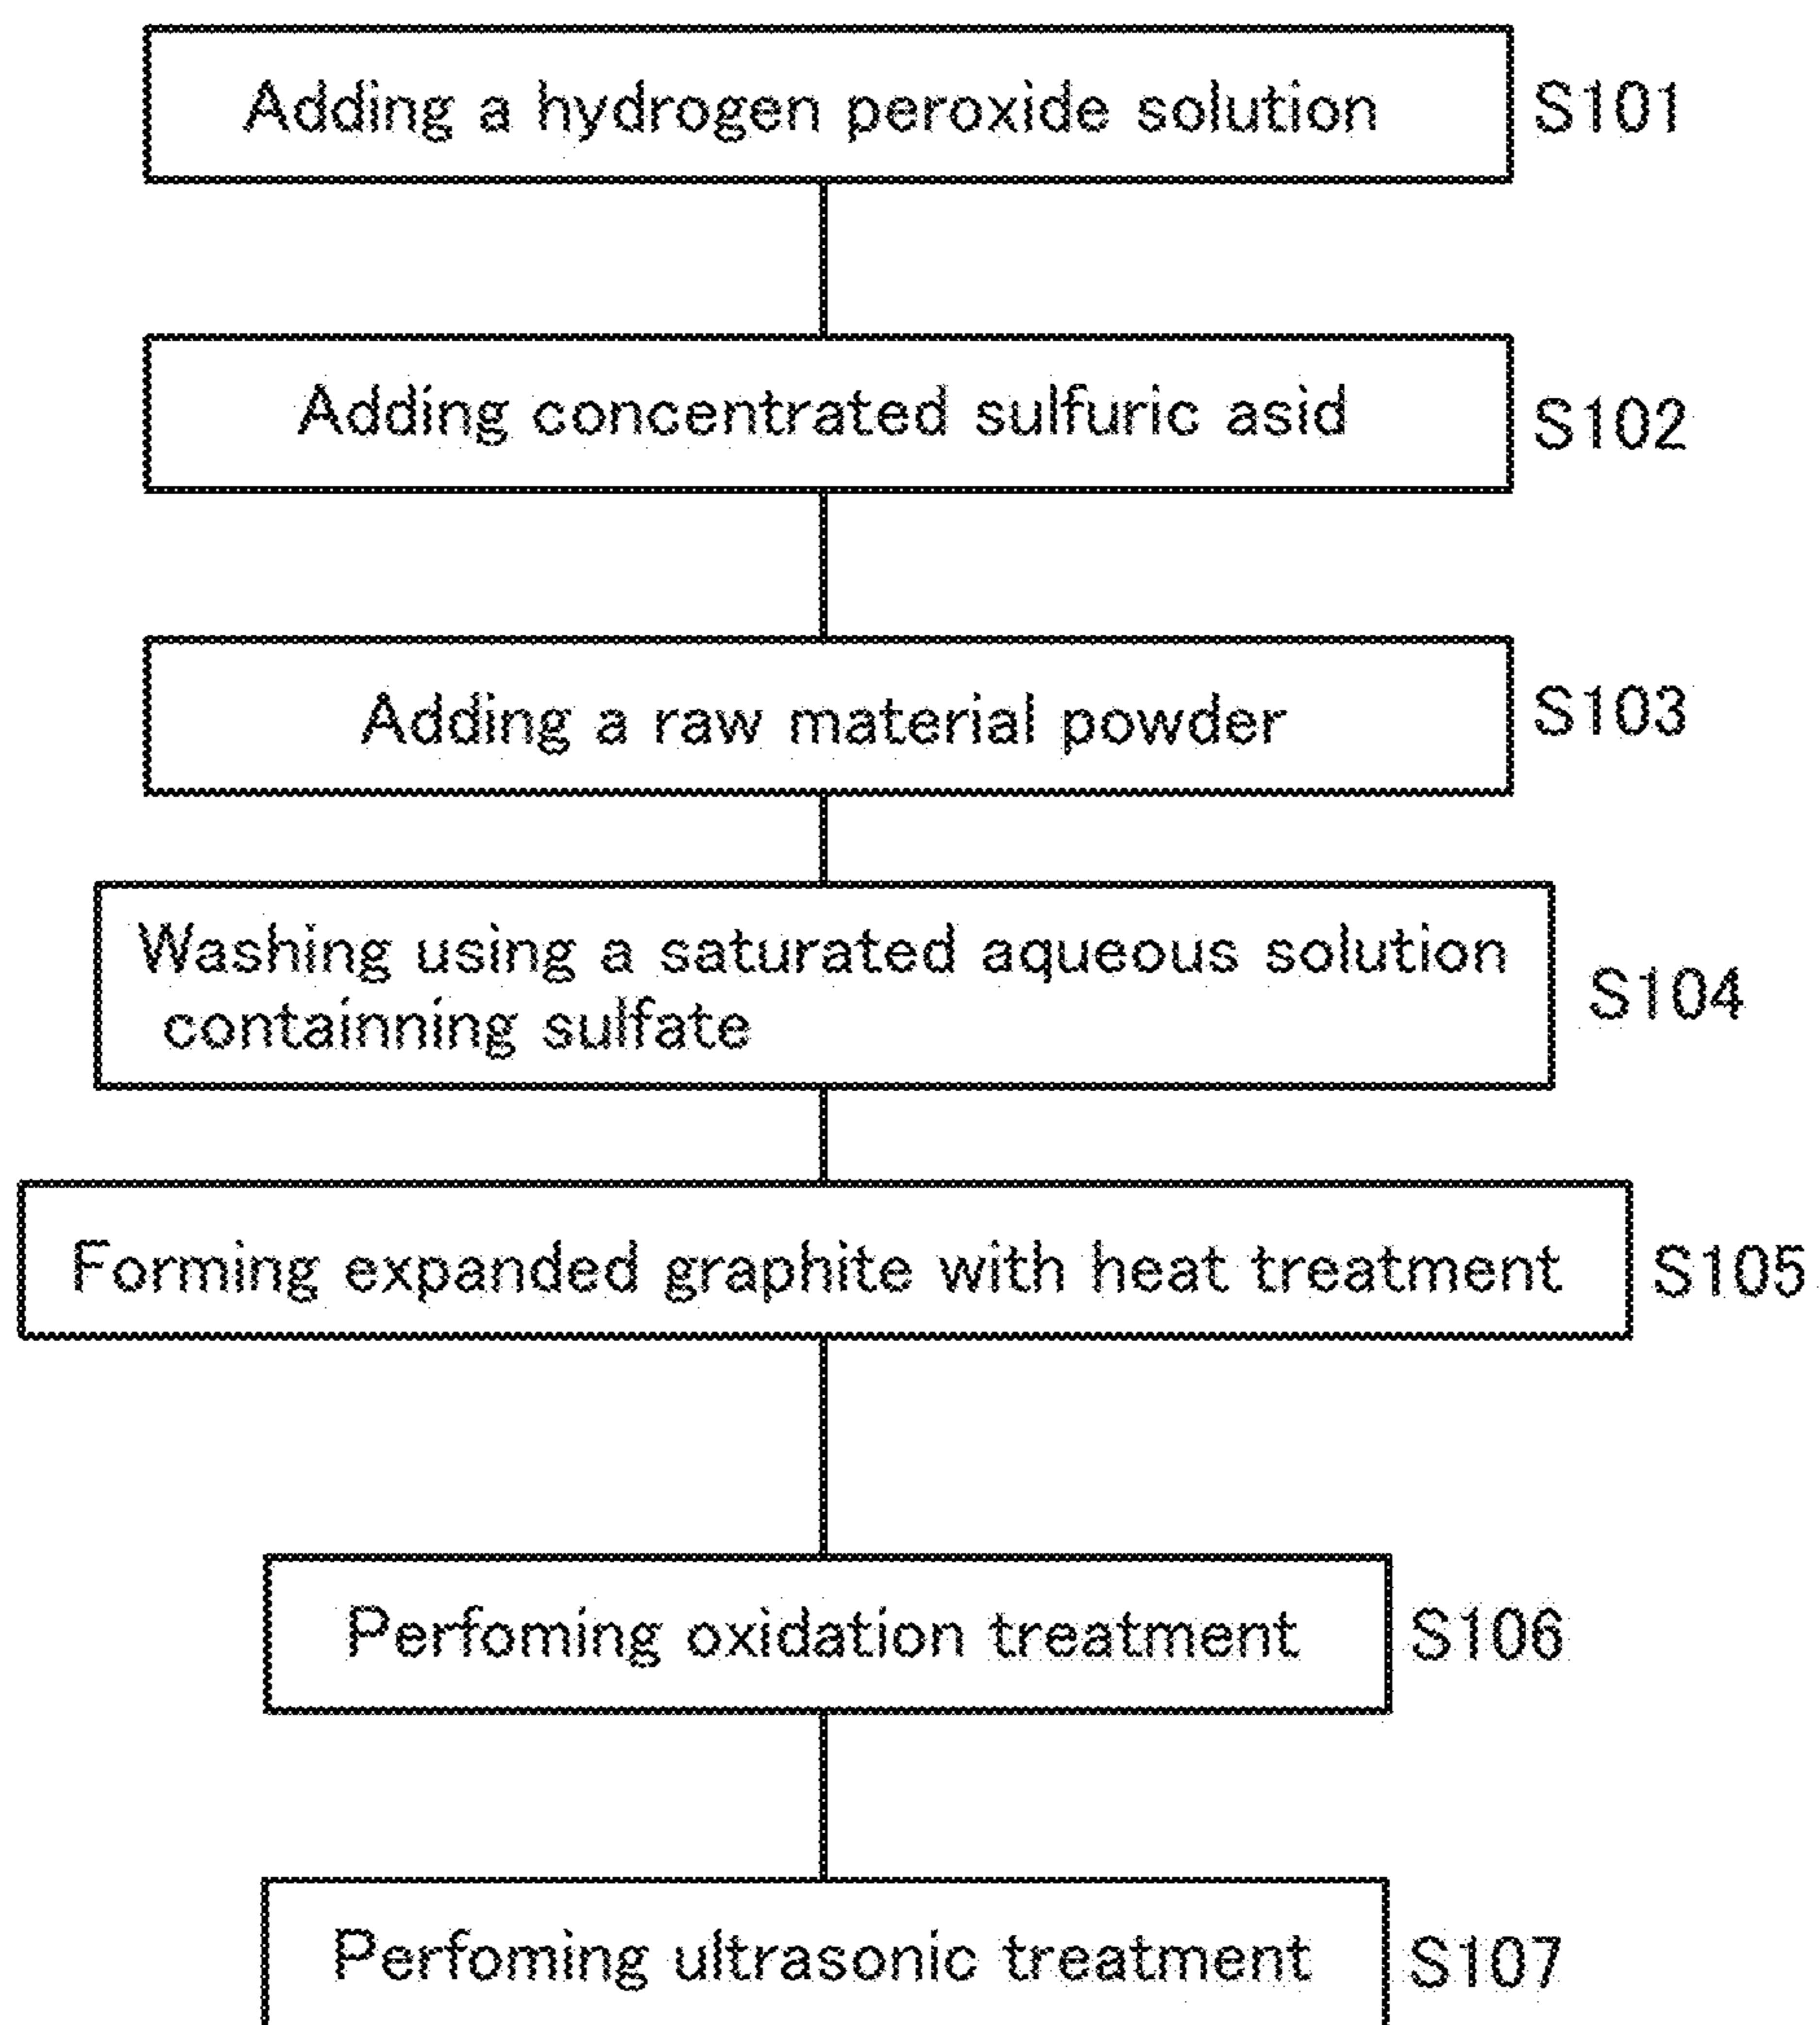 Adding a hydrogen peroxide solution S101
Adding concentrated sulfuric asid S102
Adding a raw material powder S103
Washing using a saturated aqueous solution
containning sulfate S104
Forming expanded graphite with heat treatment S105
Perfoming oxidation treatment S106
Perfoming ultrasonic treatment S107